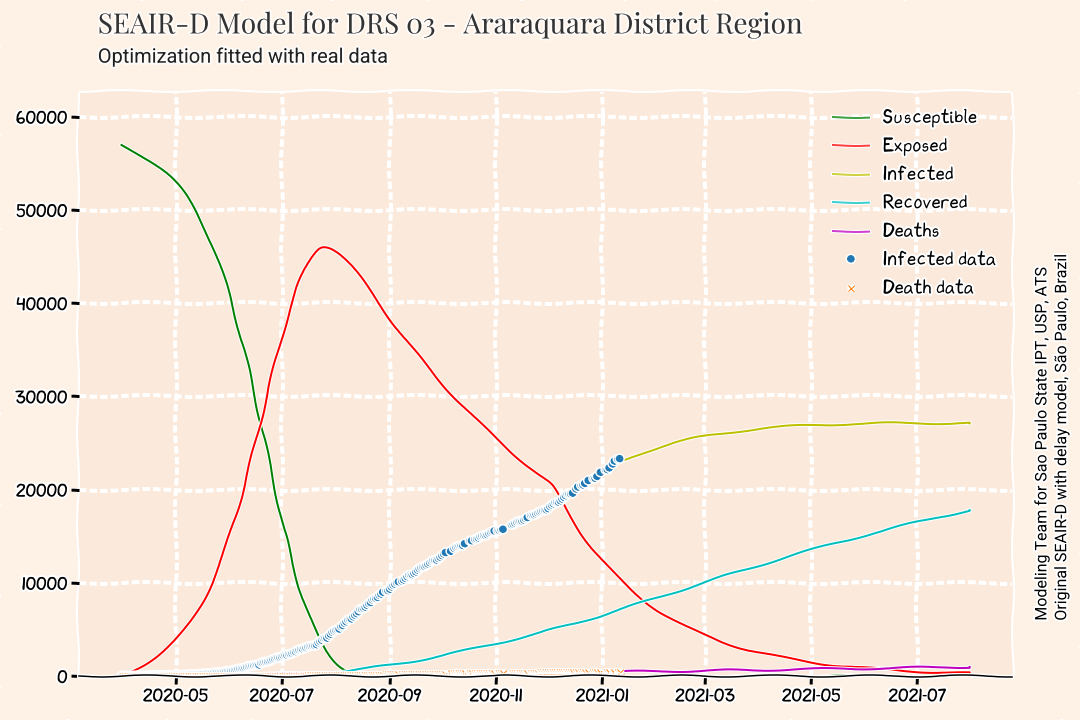 SEAIR-D Model for DRS 03 - Araraquara District Region
Optimization fitted with real data
60000
50000
40000
30000
20000
10000
0
Susceptible
Exposed
Infected
Recovered
Deaths
Infected data
Death data
2020-05
2020-07
2020-09
2020-11
2021-01
2021-03
2021-05
2021-07
Modeling Team for Sao Paulo State IPT, USP, ATS
Original SEAIR-D with delay model, São Paulo, Brazil